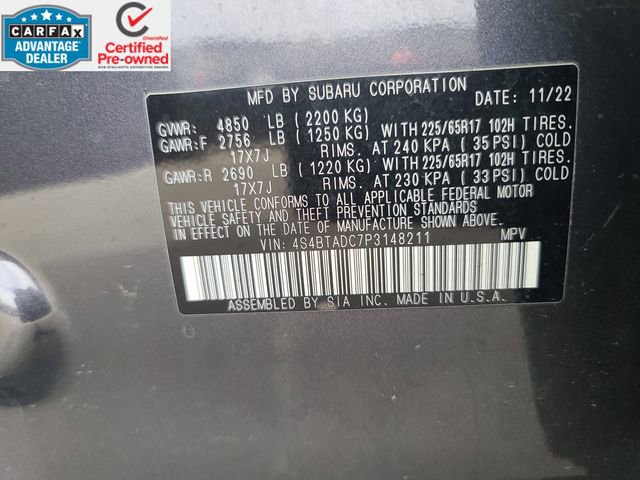 CARFAX
ADVANTAGE
DEALER
Certified
Pre-owned
MFD BY SUBARU CORPORATION DATE: 11/22
GVWR: 4850 LB ( 2200 KG)
GAWR:F 2756 LB ( 1250 KG) WITH 225/65R17 102H TIRES.
17X7J RIMS. AT 240 KPA ( 35 PSI) COLD
GAWR:R 2690 LB ( 1220 KG) WITH 225/65R17 102H TIRES.
17X7J RIMS. AT 230 KPA ( 33 PSI) COLD
THIS VEHICLE CONFORMS TO ALL APPLICABLE FEDERAL MOTOR
VEHICLE SAFETY AND THEFT PREVENTION STANDARDS
IN EFFECT ON THE DATE OF MANUFACTURE SHOWN ABOVE.
VIN: 4S4BTADC7P3148211 MPV
ASSEMBLED BY SIA INC. MADE IN U.S.A.